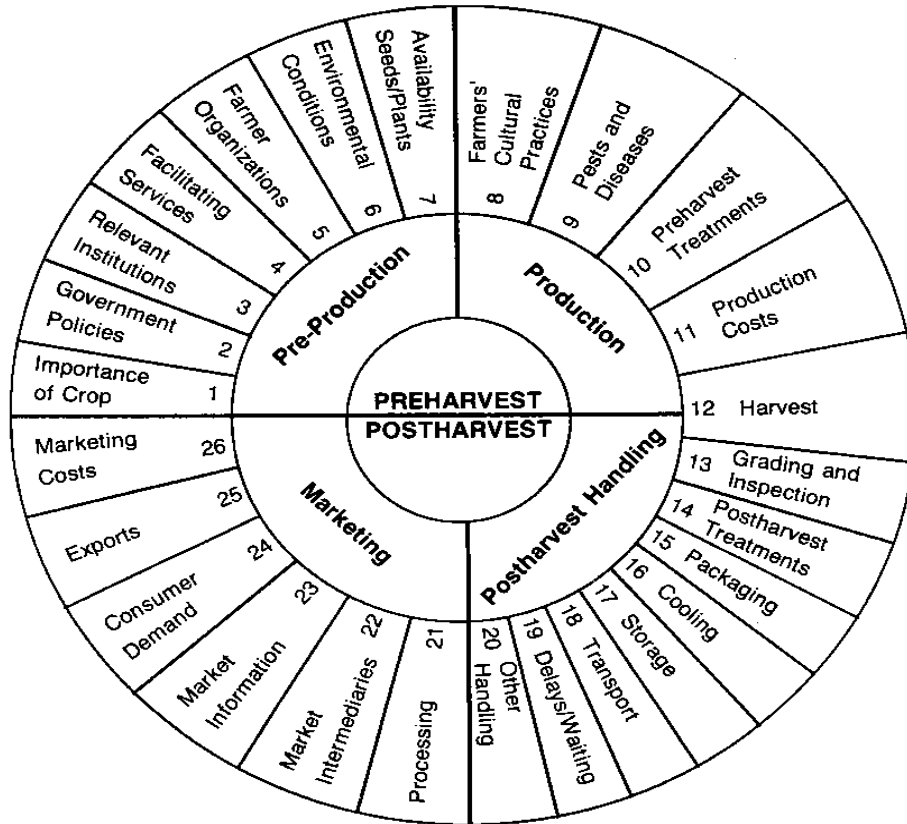 PREHARVEST
POSTHARVEST
Pre-Production
Production
Postharvest Handling
Marketing
1
Importance
of Crop
2
Government
Policies
3
Relevant
Institutions
4
Facilitating
Services
5
Farmer
Organizations
6
Environmental
Conditions
7
Availability
Seeds/Plants
8
Farmers'
Cultural
Practices
9
Pests and
Diseases
10
Preharvest
Treatments
11
Production
Costs
12 Harvest
13
Grading and
Inspection
14
Postharvest
Treatments
15 Packaging
16 Cooling
17 Storage
18 Transport
19 Delays/Waiting
20 Other
Handling
21
Processing
22
Market
Intermediaries
23
Market
Information
24
Consumer
Demand
25
Exports
26
Marketing
Costs